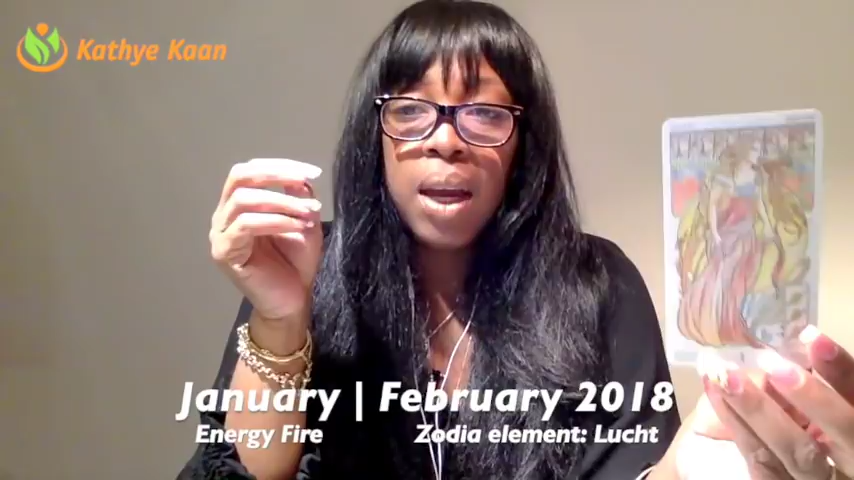 Kathye Kaan
January | February 2018
Energy Fire Zodia element: Lucht